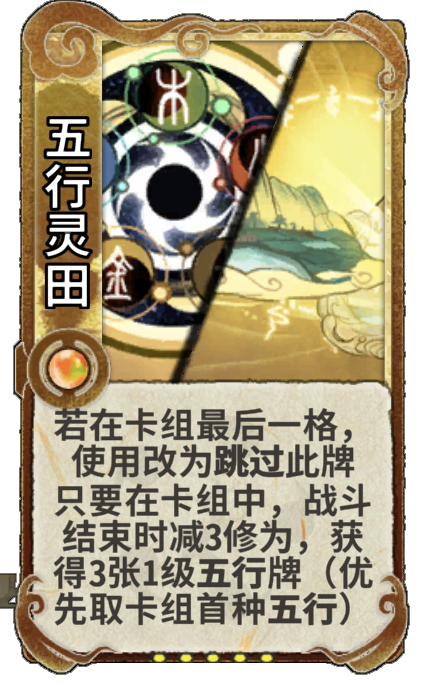 五行灵田
木
金
若在卡组最后一格，
使用改为跳过此牌
只要在卡组中，战斗
结束时减3修为，获
得3张1级五行牌（优
先取卡组首种五行）